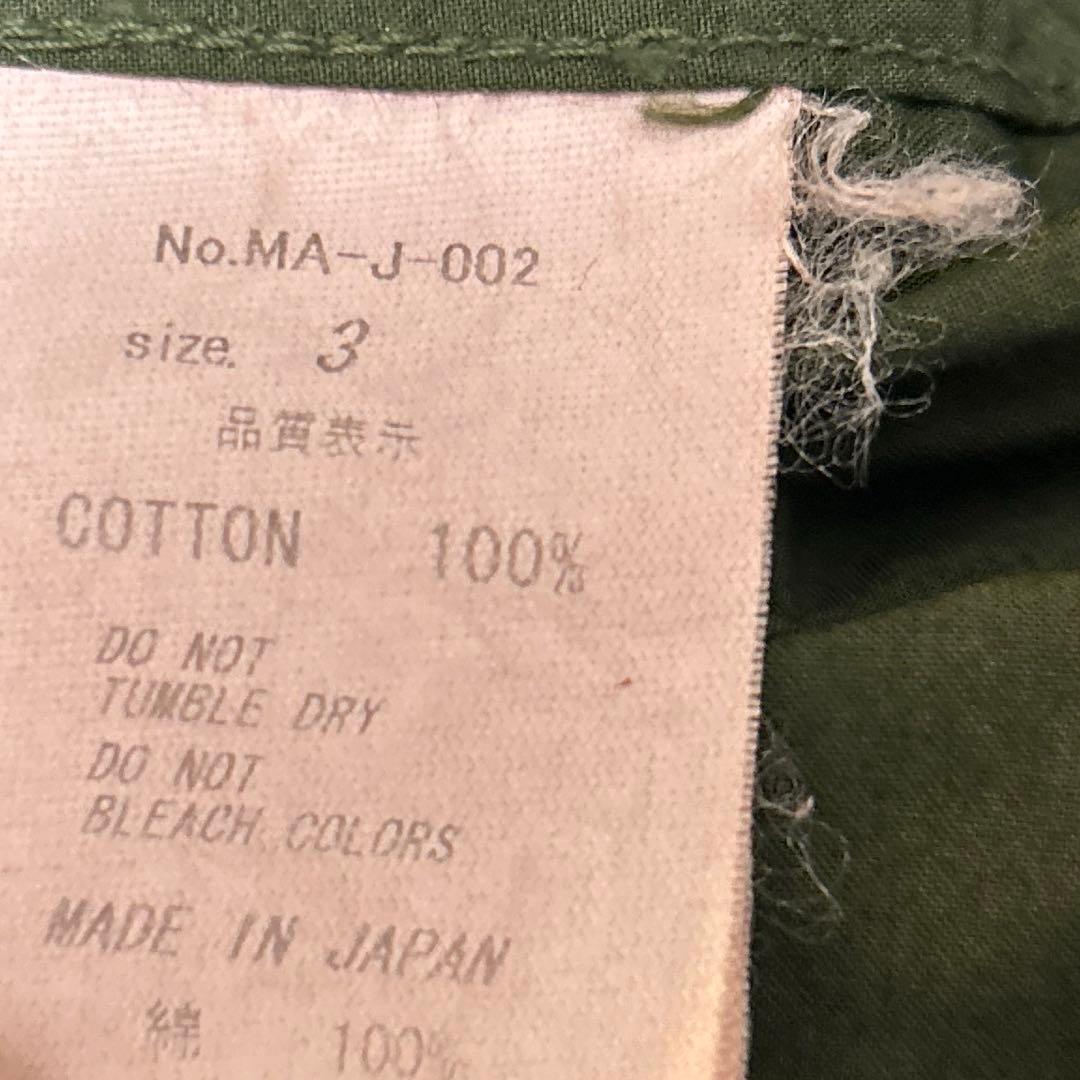 No.MA-J-002
size. 3
品質表示
COTTON 100%
DO NOT
TUMBLE DRY
DO NOT
BLEACH COLORS
MADE IN JAPAN
綿 100%